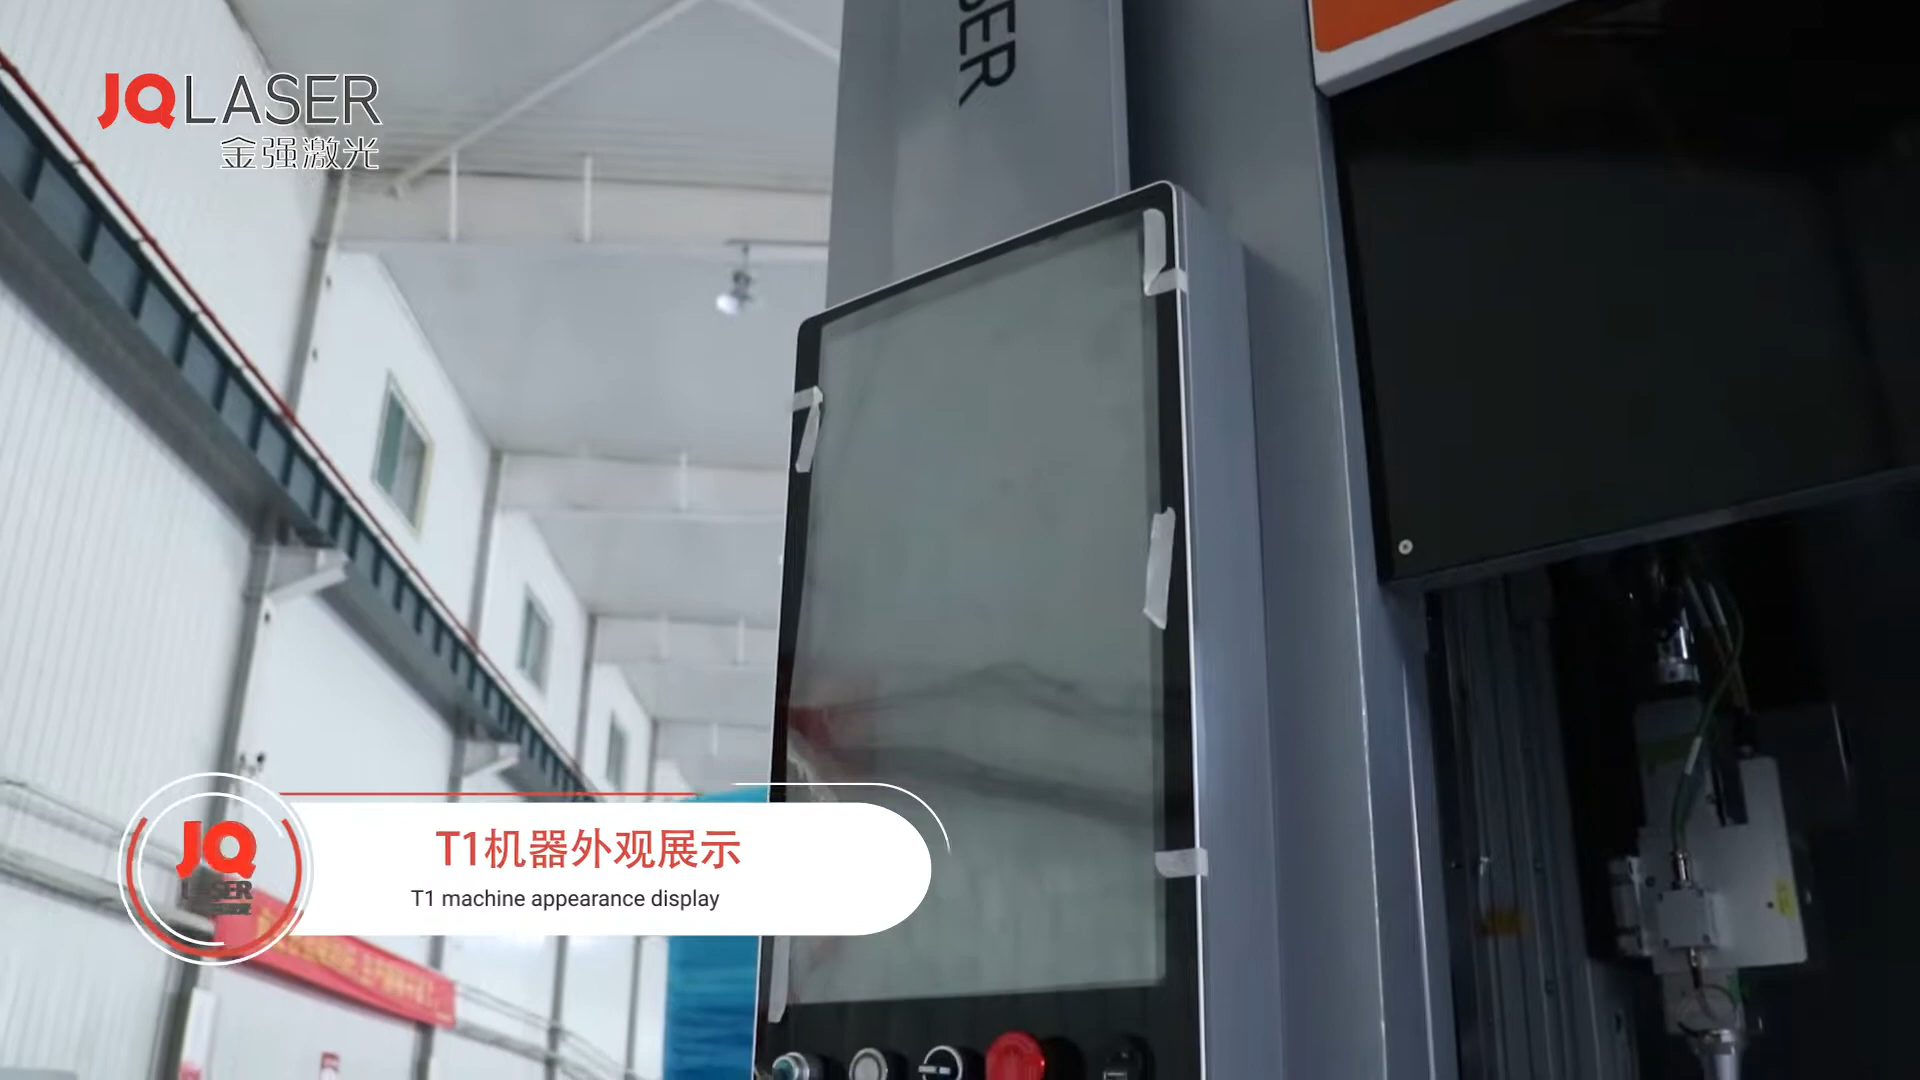 JQLASER
金强激光
SER
T1机器外观展示
T1 machine appearance display
JQ
LASER